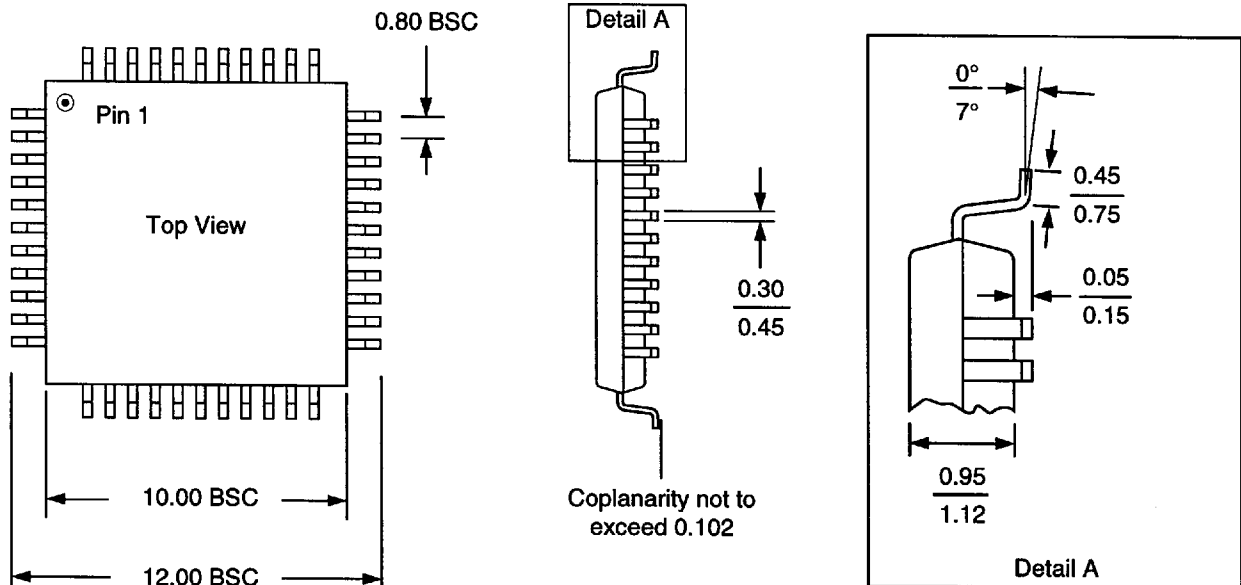 0.80 BSC
Pin 1
Top View
10.00 BSC
12.00 BSC
Detail A
0.30
0.45
Coplanarity not to
exceed 0.102
0°
7°
0.45
0.75
0.05
0.15
0.95
1.12
Detail A